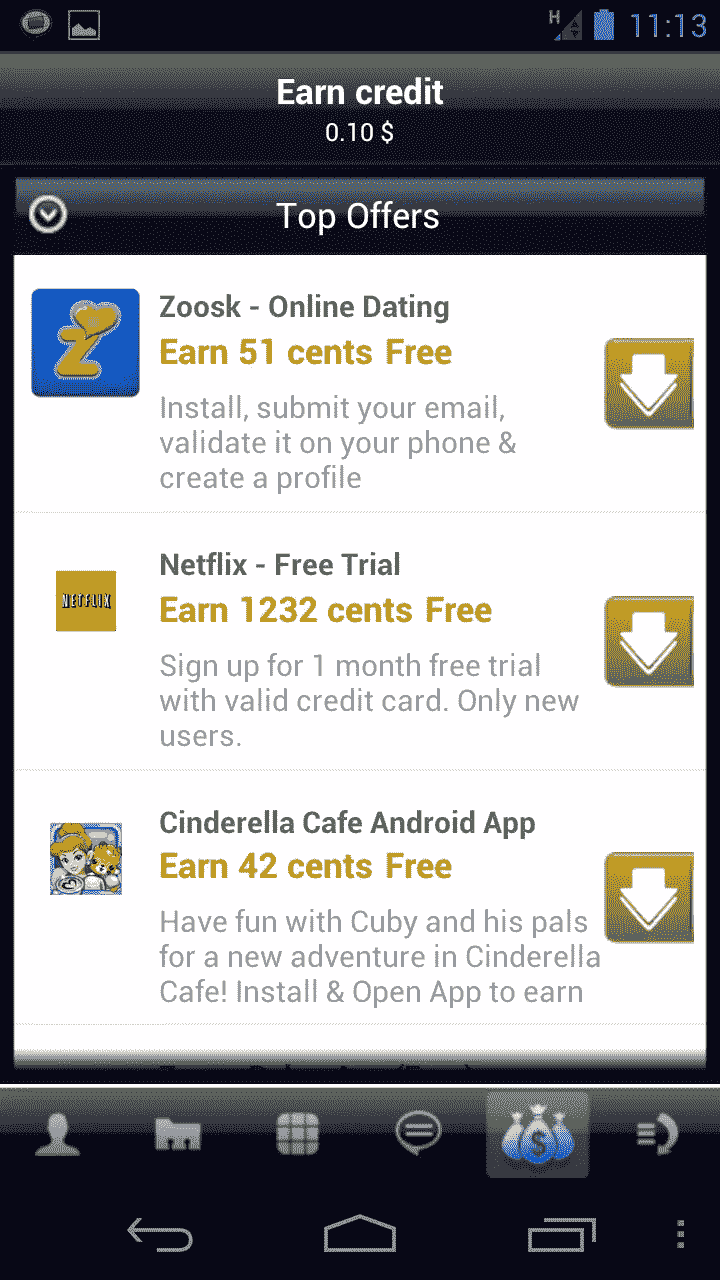 H 11:13
Earn credit
0.10 $
Top Offers
Zoosk - Online Dating
Earn 51 cents Free
Install, submit your email,
validate it on your phone &
create a profile
NETFLIX
Netflix - Free Trial
Earn 1232 cents Free
Sign up for 1 month free trial
with valid credit card. Only new
users.
Cinderella Cafe Android App
Earn 42 cents Free
Have fun with Cuby and his pals
for a new adventure in Cinderella
Cafe! Install & Open App to earn